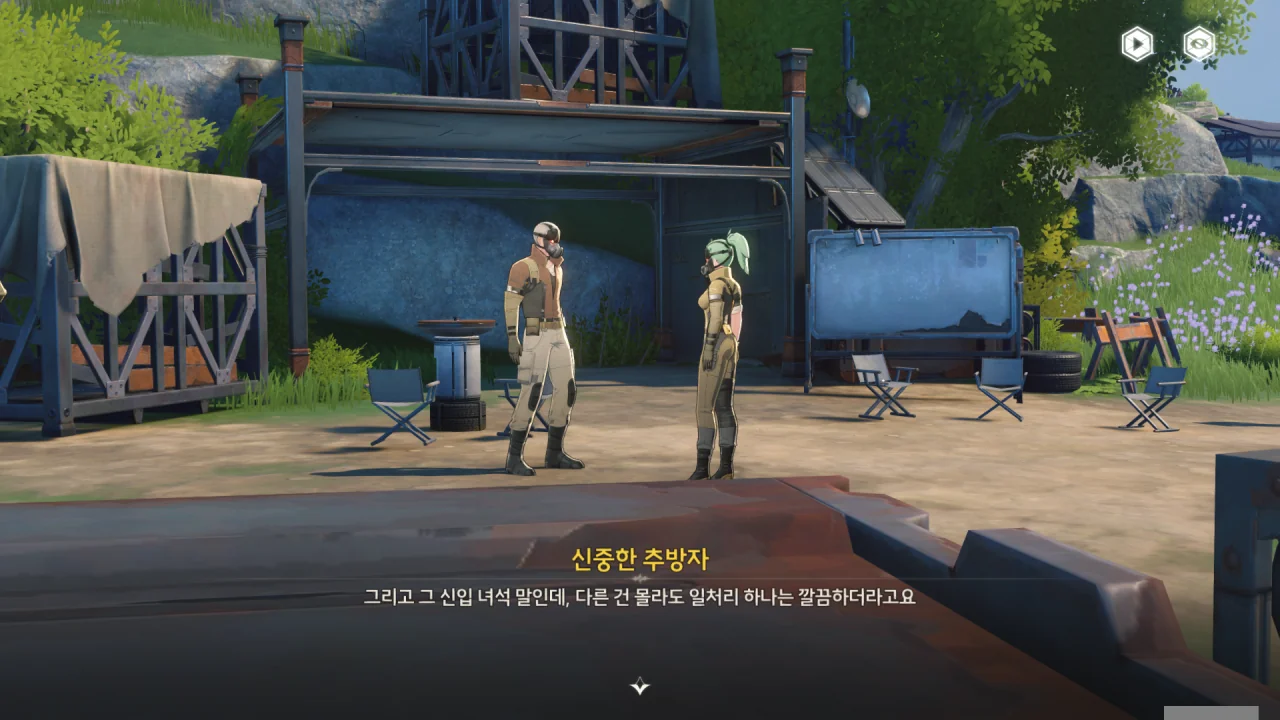 신중한 추방자
그리고 그 신입 녀석 말인데, 다른 건 몰라도 일처리 하나는 깔끔하더라고요